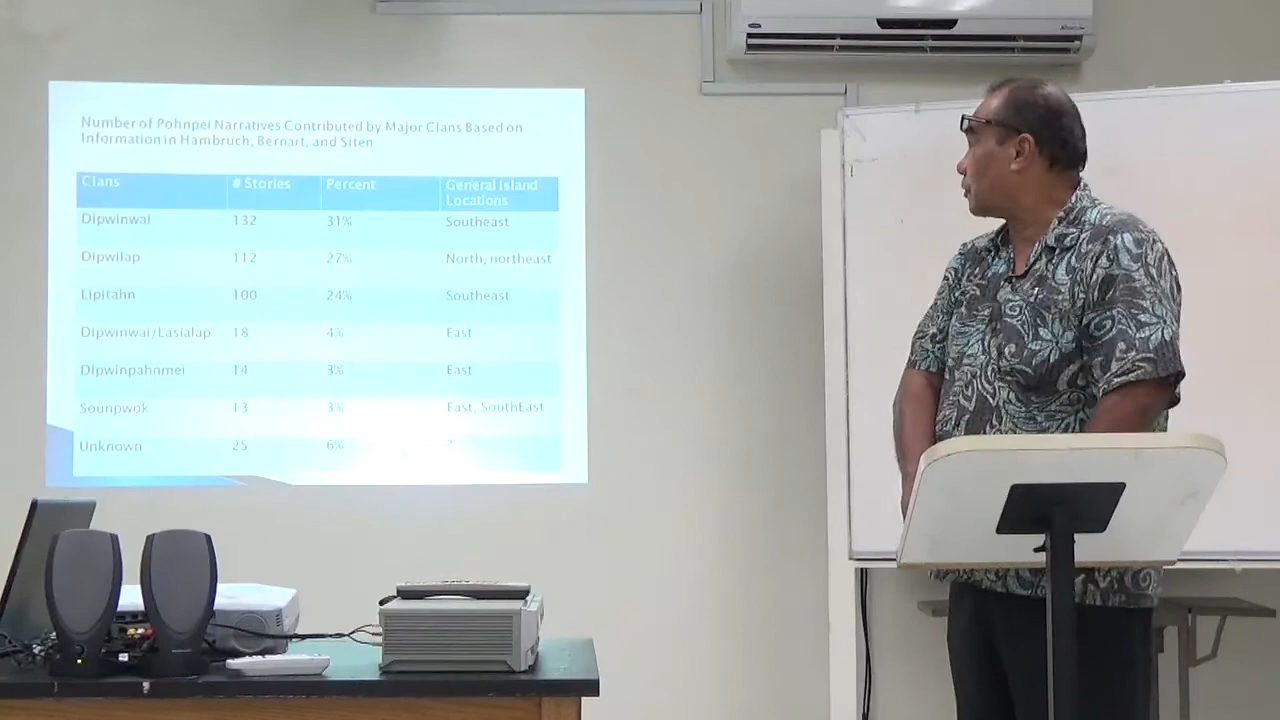 Number of Pohnpei Narratives Contributed by Major Clans Based on
Information in Hambruch, Bernart, and Siten
Clans # Stories Percent General Island
Locations
Dipwinwai 132 31% Southeast
Dipwilap 112 27% North, northeast
Lipitahn 100 24% Southeast
Dipwinwai/Lasialap 18 4% East
Dipwinpahnmei 14 3% East
Sounpwok 13 3% East, SouthEast
Unknown 25 6% ?